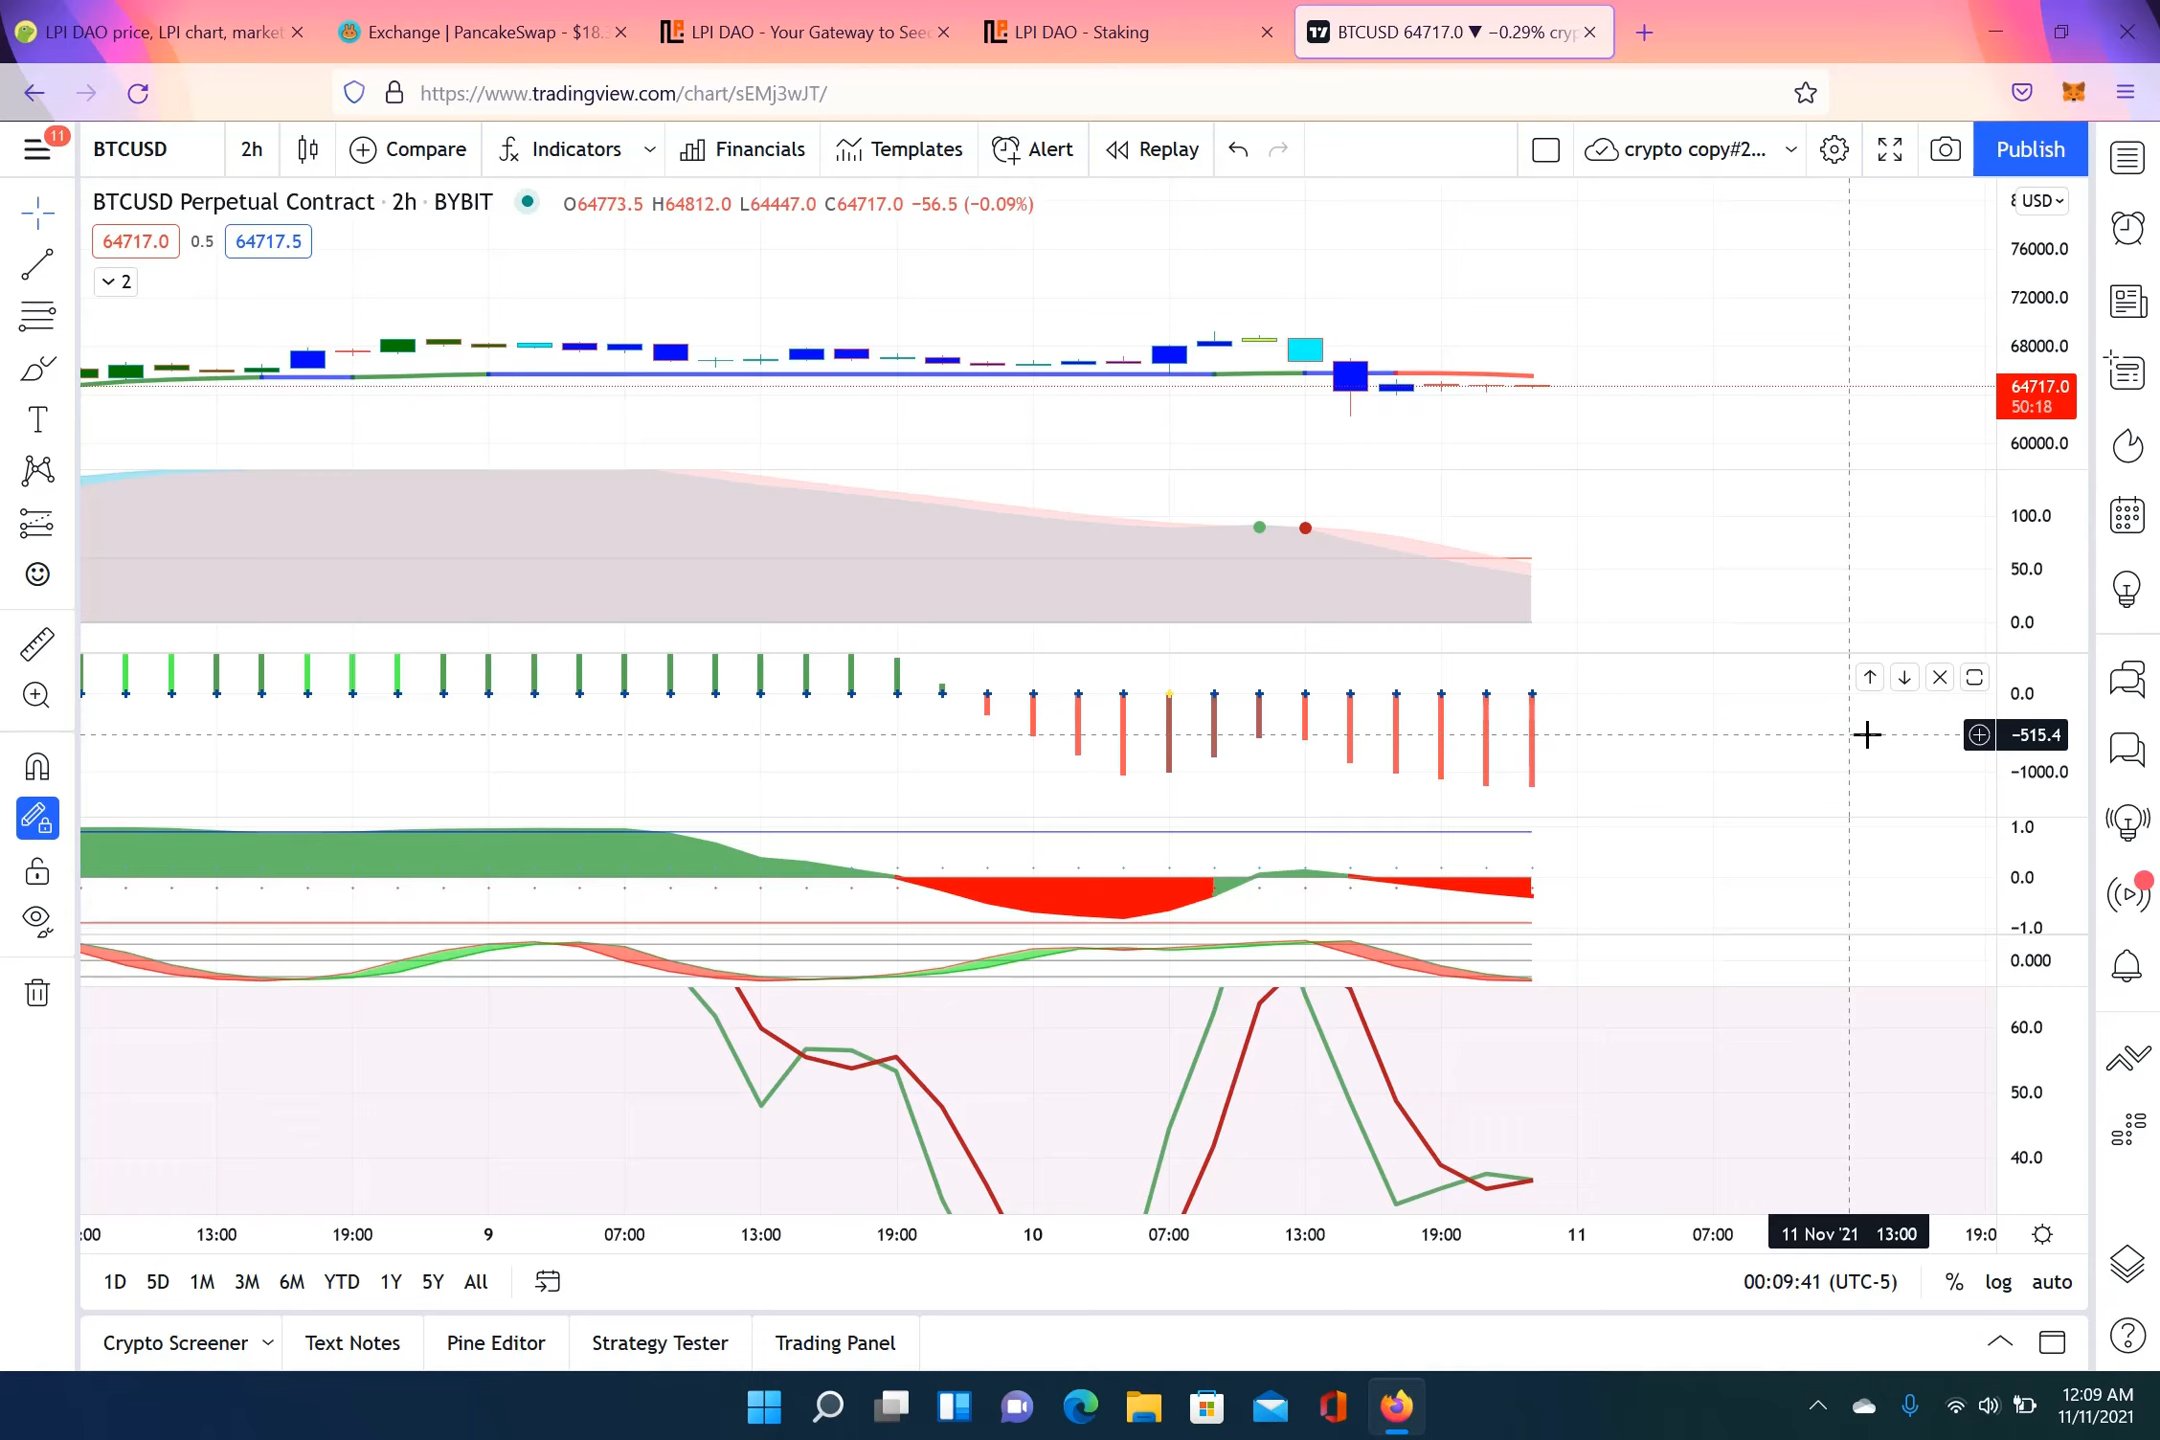 LPI DAO price, LPI chart, market
Exchange | PancakeSwap - $18.
LPI DAO - Your Gateway to See
LPI DAO - Staking
BTCUSD 64717.0 ▼ −0.29% cryp
https://www.tradingview.com/chart/sEMj3wJT/
11
BTCUSD
2h
Compare
Indicators
Financials
Templates
Alert
Replay
crypto copy#2...
Publish
BTCUSD Perpetual Contract · 2h · BYBIT
O64773.5 H64812.0 L64447.0 C64717.0 −56.5 (−0.09%)
USD
64717.0
0.5
64717.5
2
76000.0
72000.0
68000.0
64717.0
50:18
60000.0
100.0
50.0
0.0
0.0
−515.4
−1000.0
1.0
0.0
−1.0
0.000
60.0
50.0
40.0
:00
13:00
19:00
9
07:00
13:00
19:00
10
07:00
13:00
19:00
11
07:00
11 Nov '21 13:00
19:0
1D 5D 1M 3M 6M YTD 1Y 5Y All
00:09:41 (UTC-5)
% log auto
Crypto Screener
Text Notes
Pine Editor
Strategy Tester
Trading Panel
12:09 AM
11/11/2021